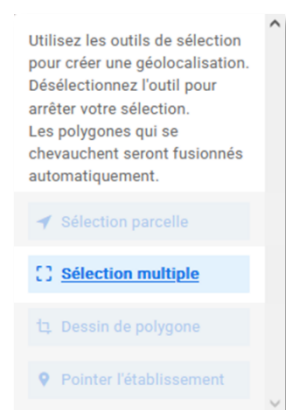 Utilisez les outils de sélection
pour créer une géolocalisation.
Désélectionnez l'outil pour
arrêter votre sélection.
Les polygones qui se
chevauchent seront fusionnés
automatiquement.
Sélection parcelle
Sélection multiple
Dessin de polygone
Pointer l'établissement